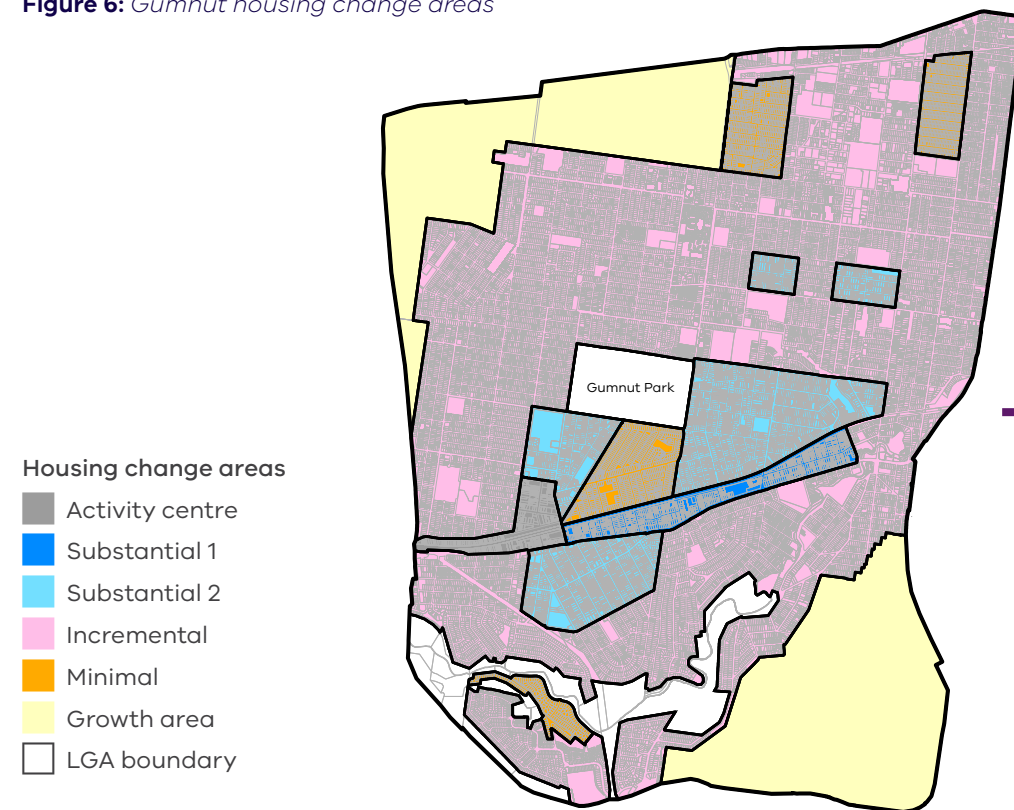 Figure 6: Gumnut housing change areas
Gumnut Park
Housing change areas
Activity centre
Substantial 1
Substantial 2
Incremental
Minimal
Growth area
LGA boundary